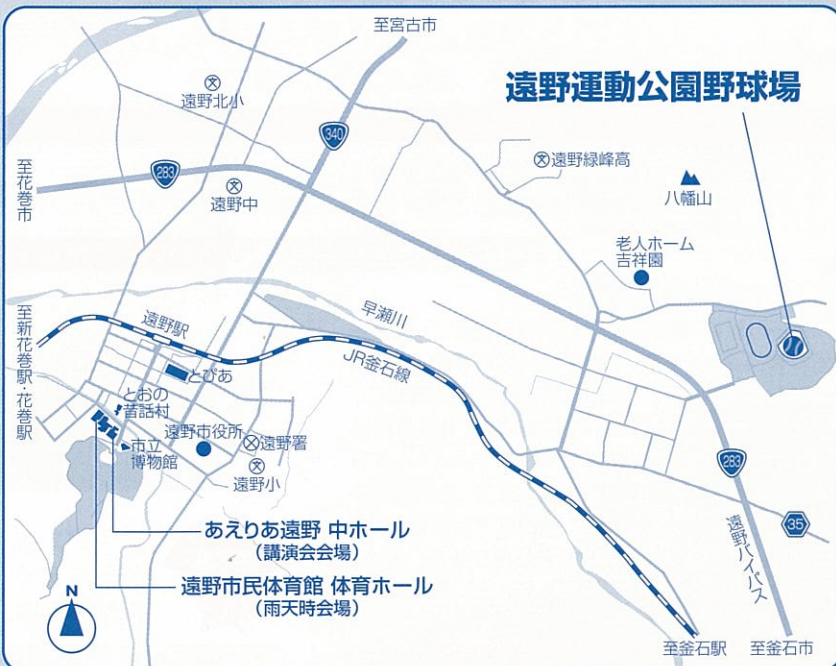 至宮古市
遠野運動公園野球場
遠野北小
340
283
至花巻市
遠野中
遠野緑峰高
八幡山
老人ホーム
吉祥園
早瀬川
至新花巻駅・花巻駅
遠野駅
JR釜石線
とぴあ
とおの
昔話村
市立
博物館
遠野市役所
遠野署
遠野小
283
35
遠野バイパス
あえりあ遠野 中ホール
(講演会会場)
遠野市民体育館 体育ホール
(雨天時会場)
N
至釜石駅
至釜石市